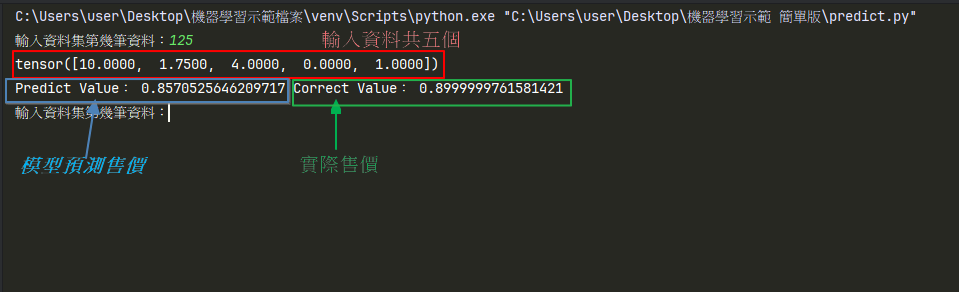 C:\Users\user\Desktop\機器學習示範檔案\venv\Scripts\python.exe "C:\Users\user\Desktop\機器學習示範 簡單版\predict.py"
輸入資料集第幾筆資料：125
輸入資料共五個
tensor([10.0000,  1.7500,  4.0000,  0.0000,  1.0000])
Predict Value： 0.8570525646209717 Correct Value： 0.8999999761581421
輸入資料集第幾筆資料：
模型預測售價
實際售價